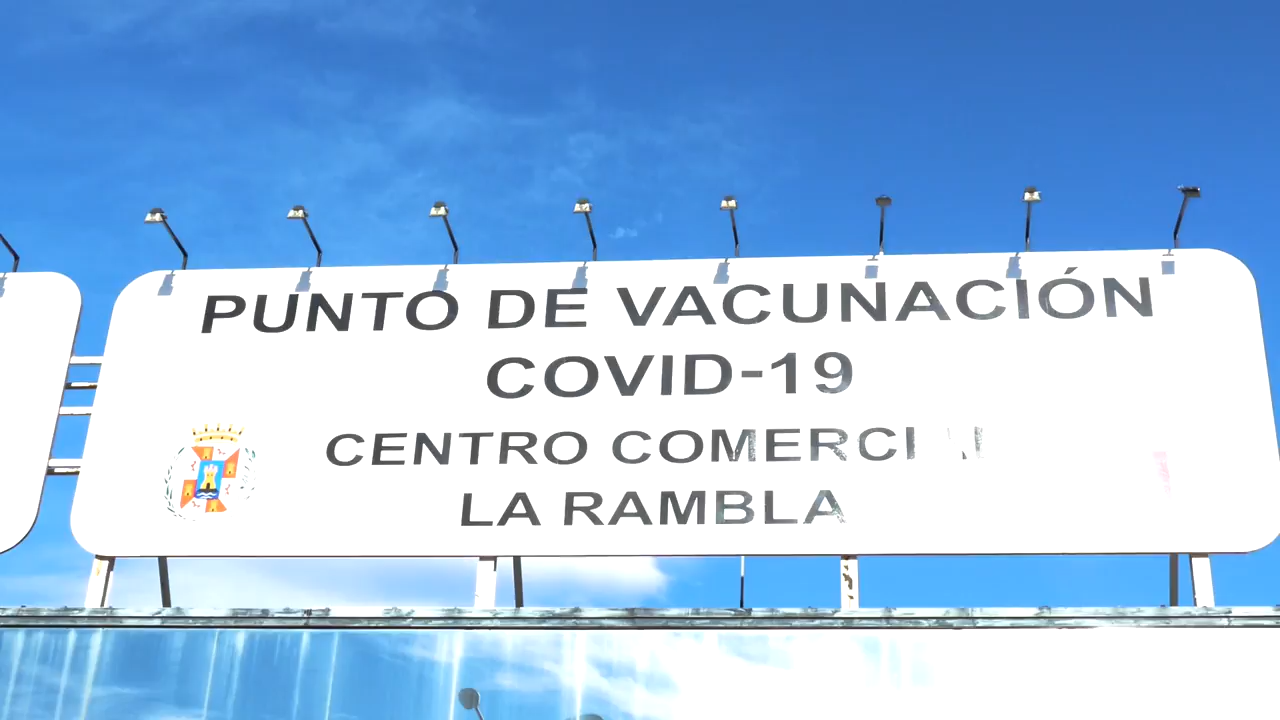 PUNTO DE VACUNACIÓN
COVID-19
CENTRO COMERCI
LA RAMBLA